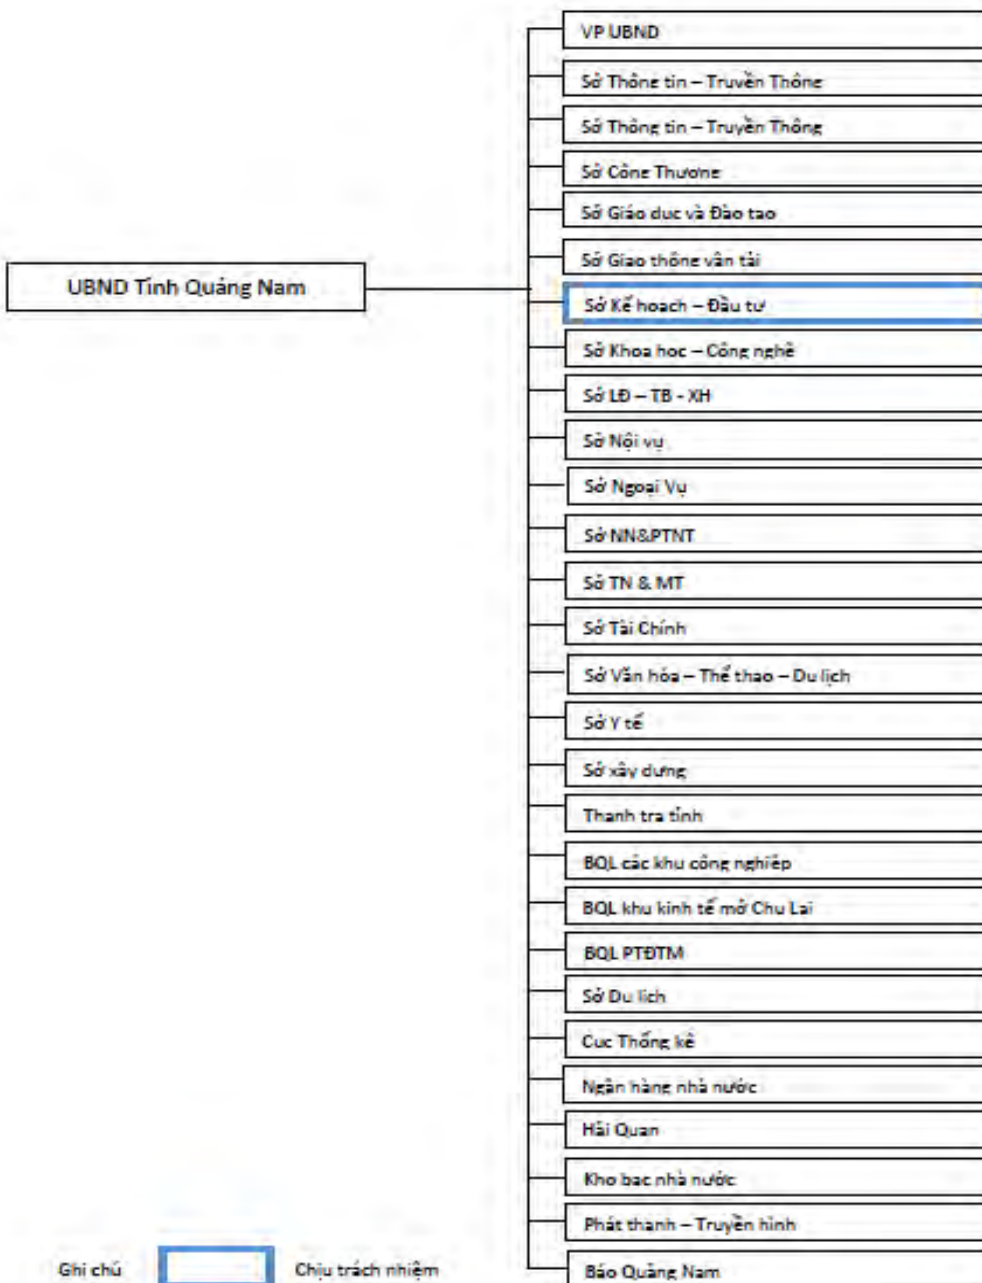 VP UBND
Sở Thông tin – Truyền Thông
Sở Thông tin – Truyền Thông
Sở Công Thương
Sở Giáo dục và Đào tạo
Sở Giao thông vận tải
UBND Tỉnh Quảng Nam
Sở Kế hoạch – Đầu tư
Sở Khoa học – Công nghệ
Sở LĐ – TB - XH
Sở Nội vụ
Sở Ngoại Vụ
Sở NN&PTNT
Sở TN & MT
Sở Tài Chính
Sở Văn hóa – Thể thao – Du lịch
Sở Y tế
Sở xây dựng
Thanh tra tỉnh
BQL các khu công nghiệp
BQL khu kinh tế mở Chu Lai
BQL PTĐTM
Sở Du lịch
Cục Thống kê
Ngân hàng nhà nước
Hải Quan
Kho bạc nhà nước
Phát thanh – Truyền hình
Báo Quảng Nam
Ghi chú
Chịu trách nhiệm